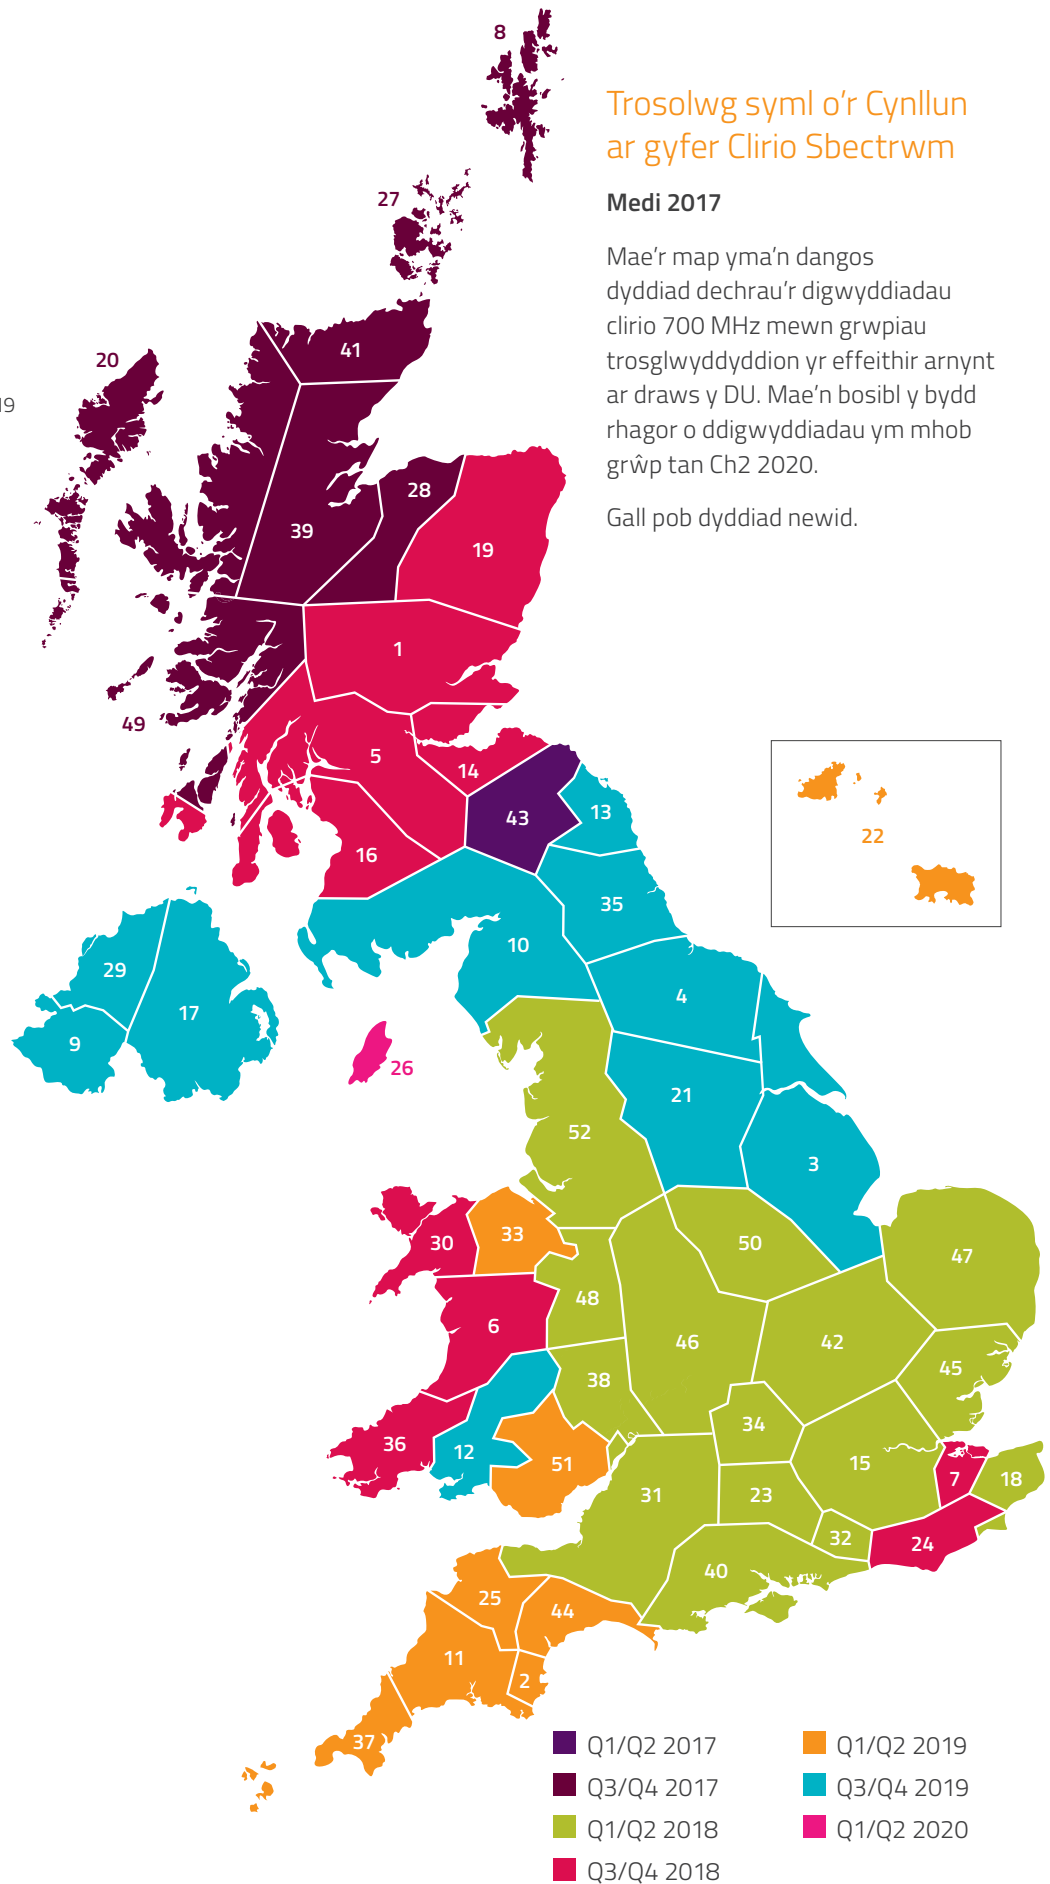 8
Trosolwg syml o'r Cynllun
ar gyfer Clirio Sbectrwm
Medi 2017
27
Mae'r map yma'n dangos
dyddiad dechrau'r digwyddiadau
clirio 700 MHz mewn grwpiau
trosglwyddyddion yr effeithir arnynt
ar draws y DU. Mae'n bosibl y bydd
rhagor o ddigwyddiadau ym mhob
grŵp tan Ch2 2020.
Gall pob dyddiad newid.
41
20
19
28
39
19
1
49
5
14
43
13
22
16
35
10
29
4
17
9
26
21
52
3
30
33
50
47
48
6
46
42
38
45
34
36
12
51
15
7
18
31
23
32
24
40
25
44
11
2
37
Q1/Q2 2017
Q3/Q4 2017
Q1/Q2 2018
Q3/Q4 2018
Q1/Q2 2019
Q3/Q4 2019
Q1/Q2 2020